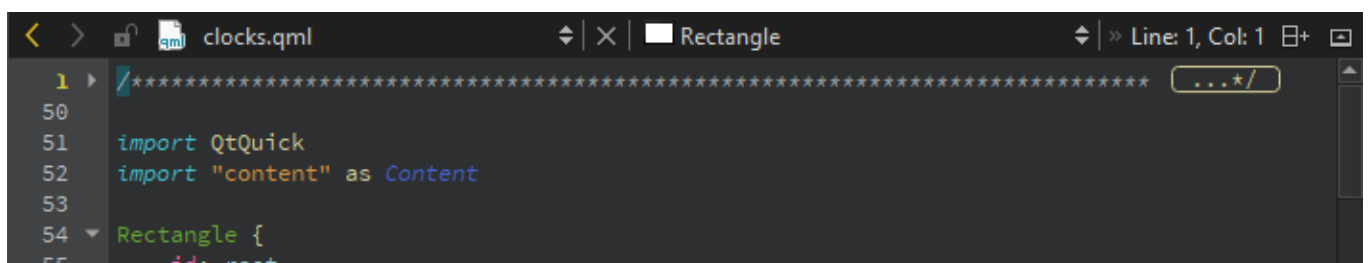 clocks.qml Rectangle » Line: 1, Col: 1
1 /**************************************************************************** ...*/
50
51 import QtQuick
52 import "content" as Content
53
54 Rectangle {